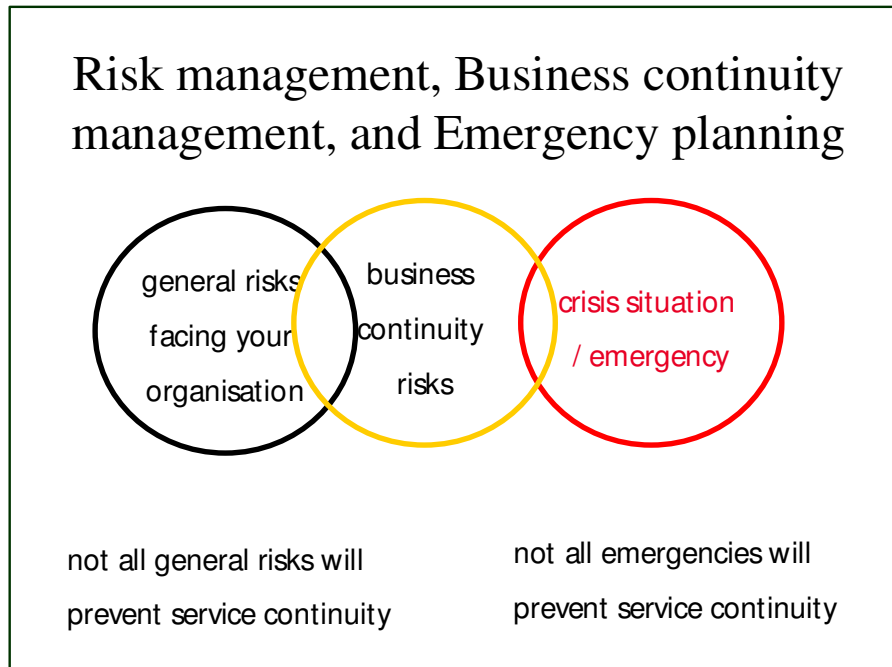 Risk management, Business continuity
management, and Emergency planning
general risks
facing your
organisation
business
continuity
risks
crisis situation
/ emergency
not all general risks will
prevent service continuity
not all emergencies will
prevent service continuity